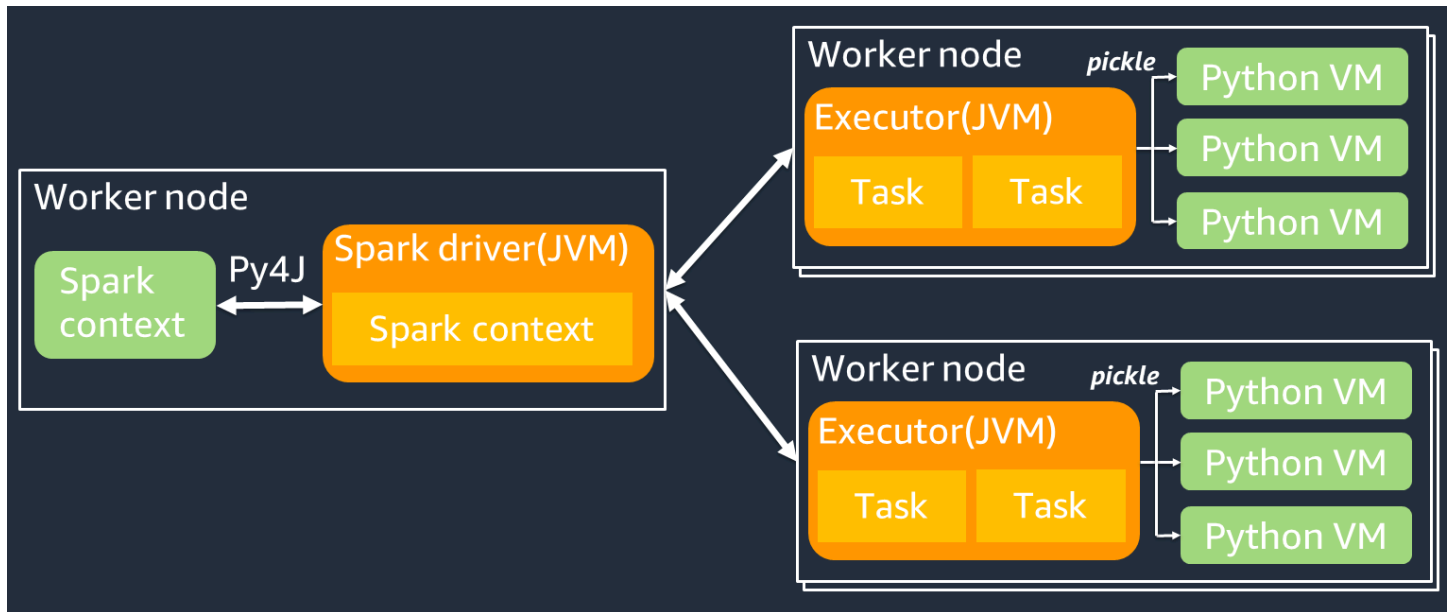 Worker node
Spark
context
Py4J
Spark driver(JVM)
Spark context
Worker node
pickle
Executor(JVM)
Task
Task
Python VM
Python VM
Python VM
Worker node
pickle
Executor(JVM)
Task
Task
Python VM
Python VM
Python VM